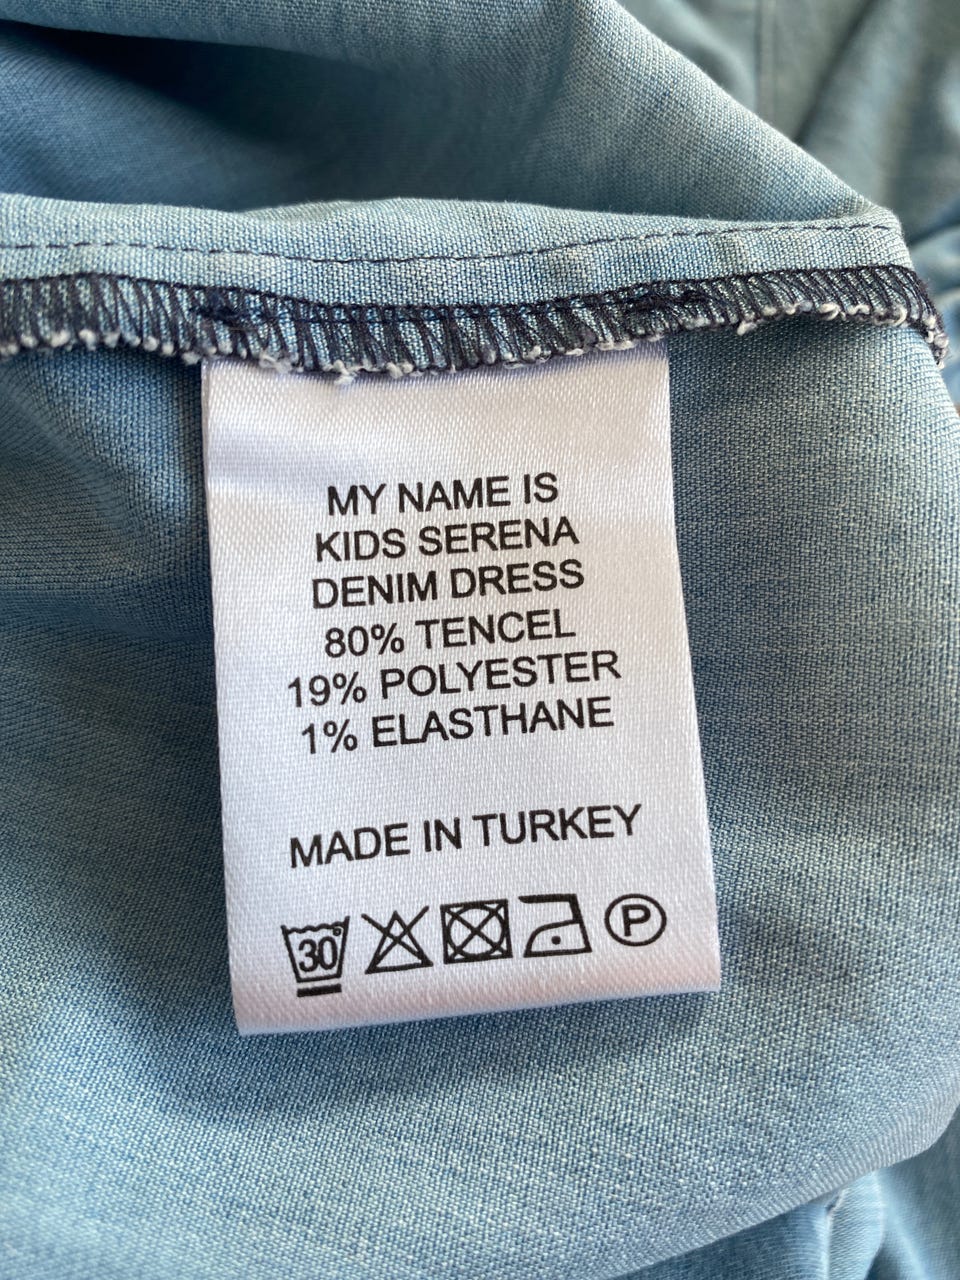 MY NAME IS
KIDS SERENA
DENIM DRESS
80% TENCEL
19% POLYESTER
1% ELASTHANE
MADE IN TURKEY
30° P